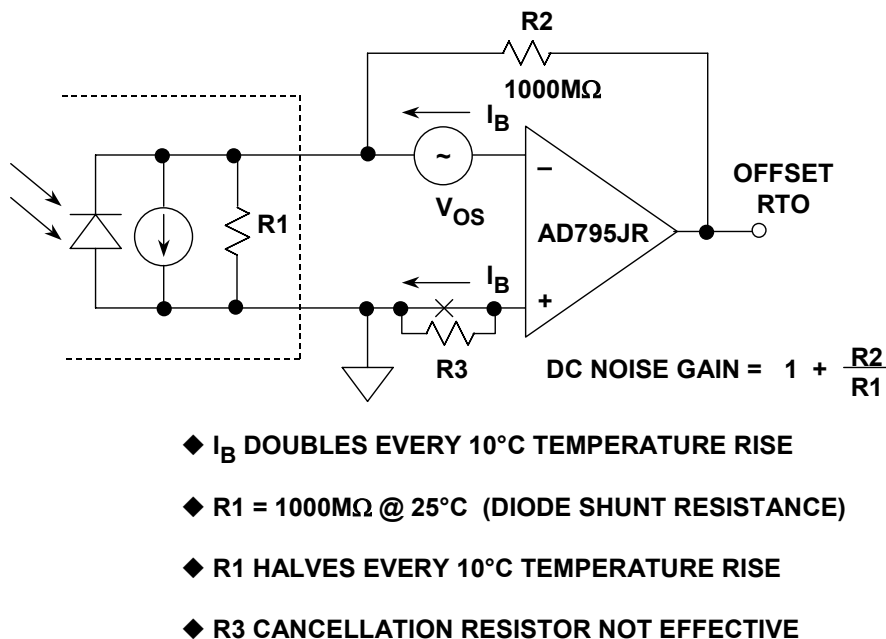 R2
1000MΩ
I_B
~
V_OS
R1
−
AD795JR
+
OFFSET
RTO
I_B
R3
DC NOISE GAIN = 1 + R2/R1
◆ I_B DOUBLES EVERY 10°C TEMPERATURE RISE
◆ R1 = 1000MΩ @ 25°C (DIODE SHUNT RESISTANCE)
◆ R1 HALVES EVERY 10°C TEMPERATURE RISE
◆ R3 CANCELLATION RESISTOR NOT EFFECTIVE